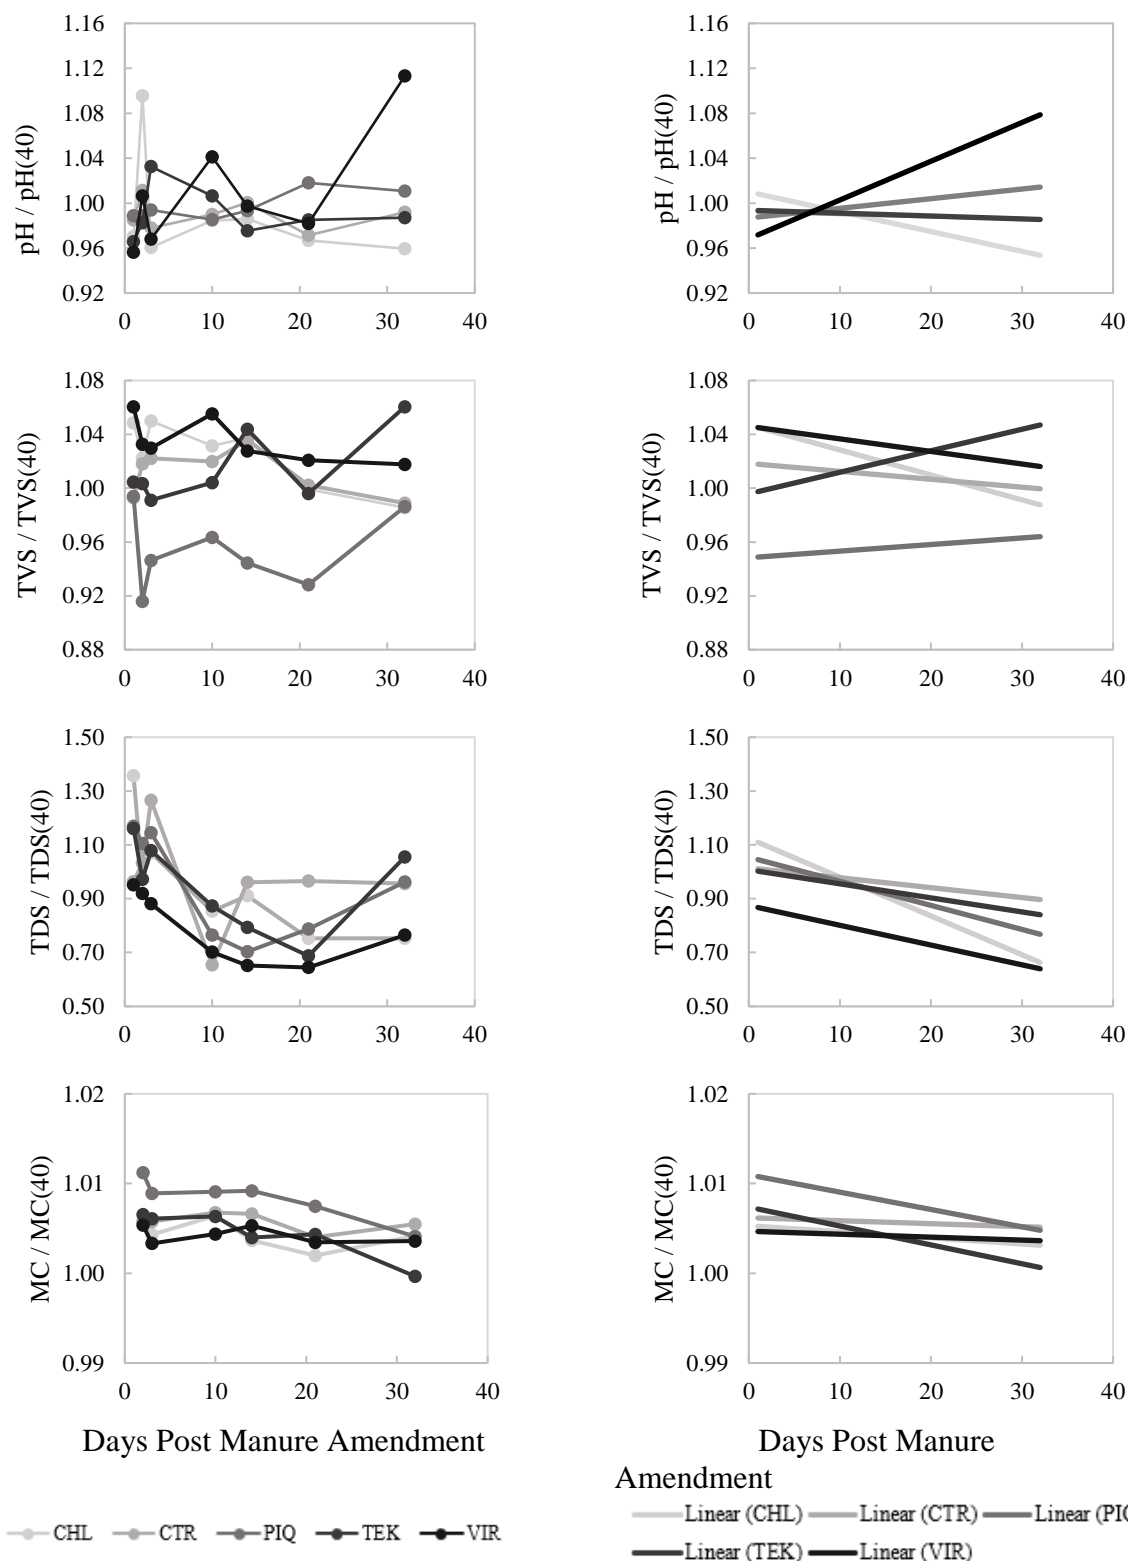 1.16
1.12
1.08
1.04
1.00
0.96
0.92
pH / pH(40)
0 10 20 30 40
1.16
1.12
1.08
1.04
1.00
0.96
0.92
pH / pH(40)
0 10 20 30 40
1.08
1.04
1.00
0.96
0.92
0.88
TVS / TVS(40)
0 10 20 30 40
1.08
1.04
1.00
0.96
0.92
0.88
TVS / TVS(40)
0 10 20 30 40
1.50
1.30
1.10
0.90
0.70
0.50
TDS / TDS(40)
0 10 20 30 40
1.50
1.30
1.10
0.90
0.70
0.50
TDS / TDS(40)
0 10 20 30 40
1.02
1.01
1.00
0.99
MC / MC(40)
0 10 20 30 40
Days Post Manure Amendment
1.02
1.01
1.00
0.99
MC / MC(40)
0 10 20 30 40
Days Post Manure
Amendment
CHL CTR PIQ TEK VIR
Linear (CHL) Linear (CTR) Linear (PIQ
Linear (TEK) Linear (VIR)